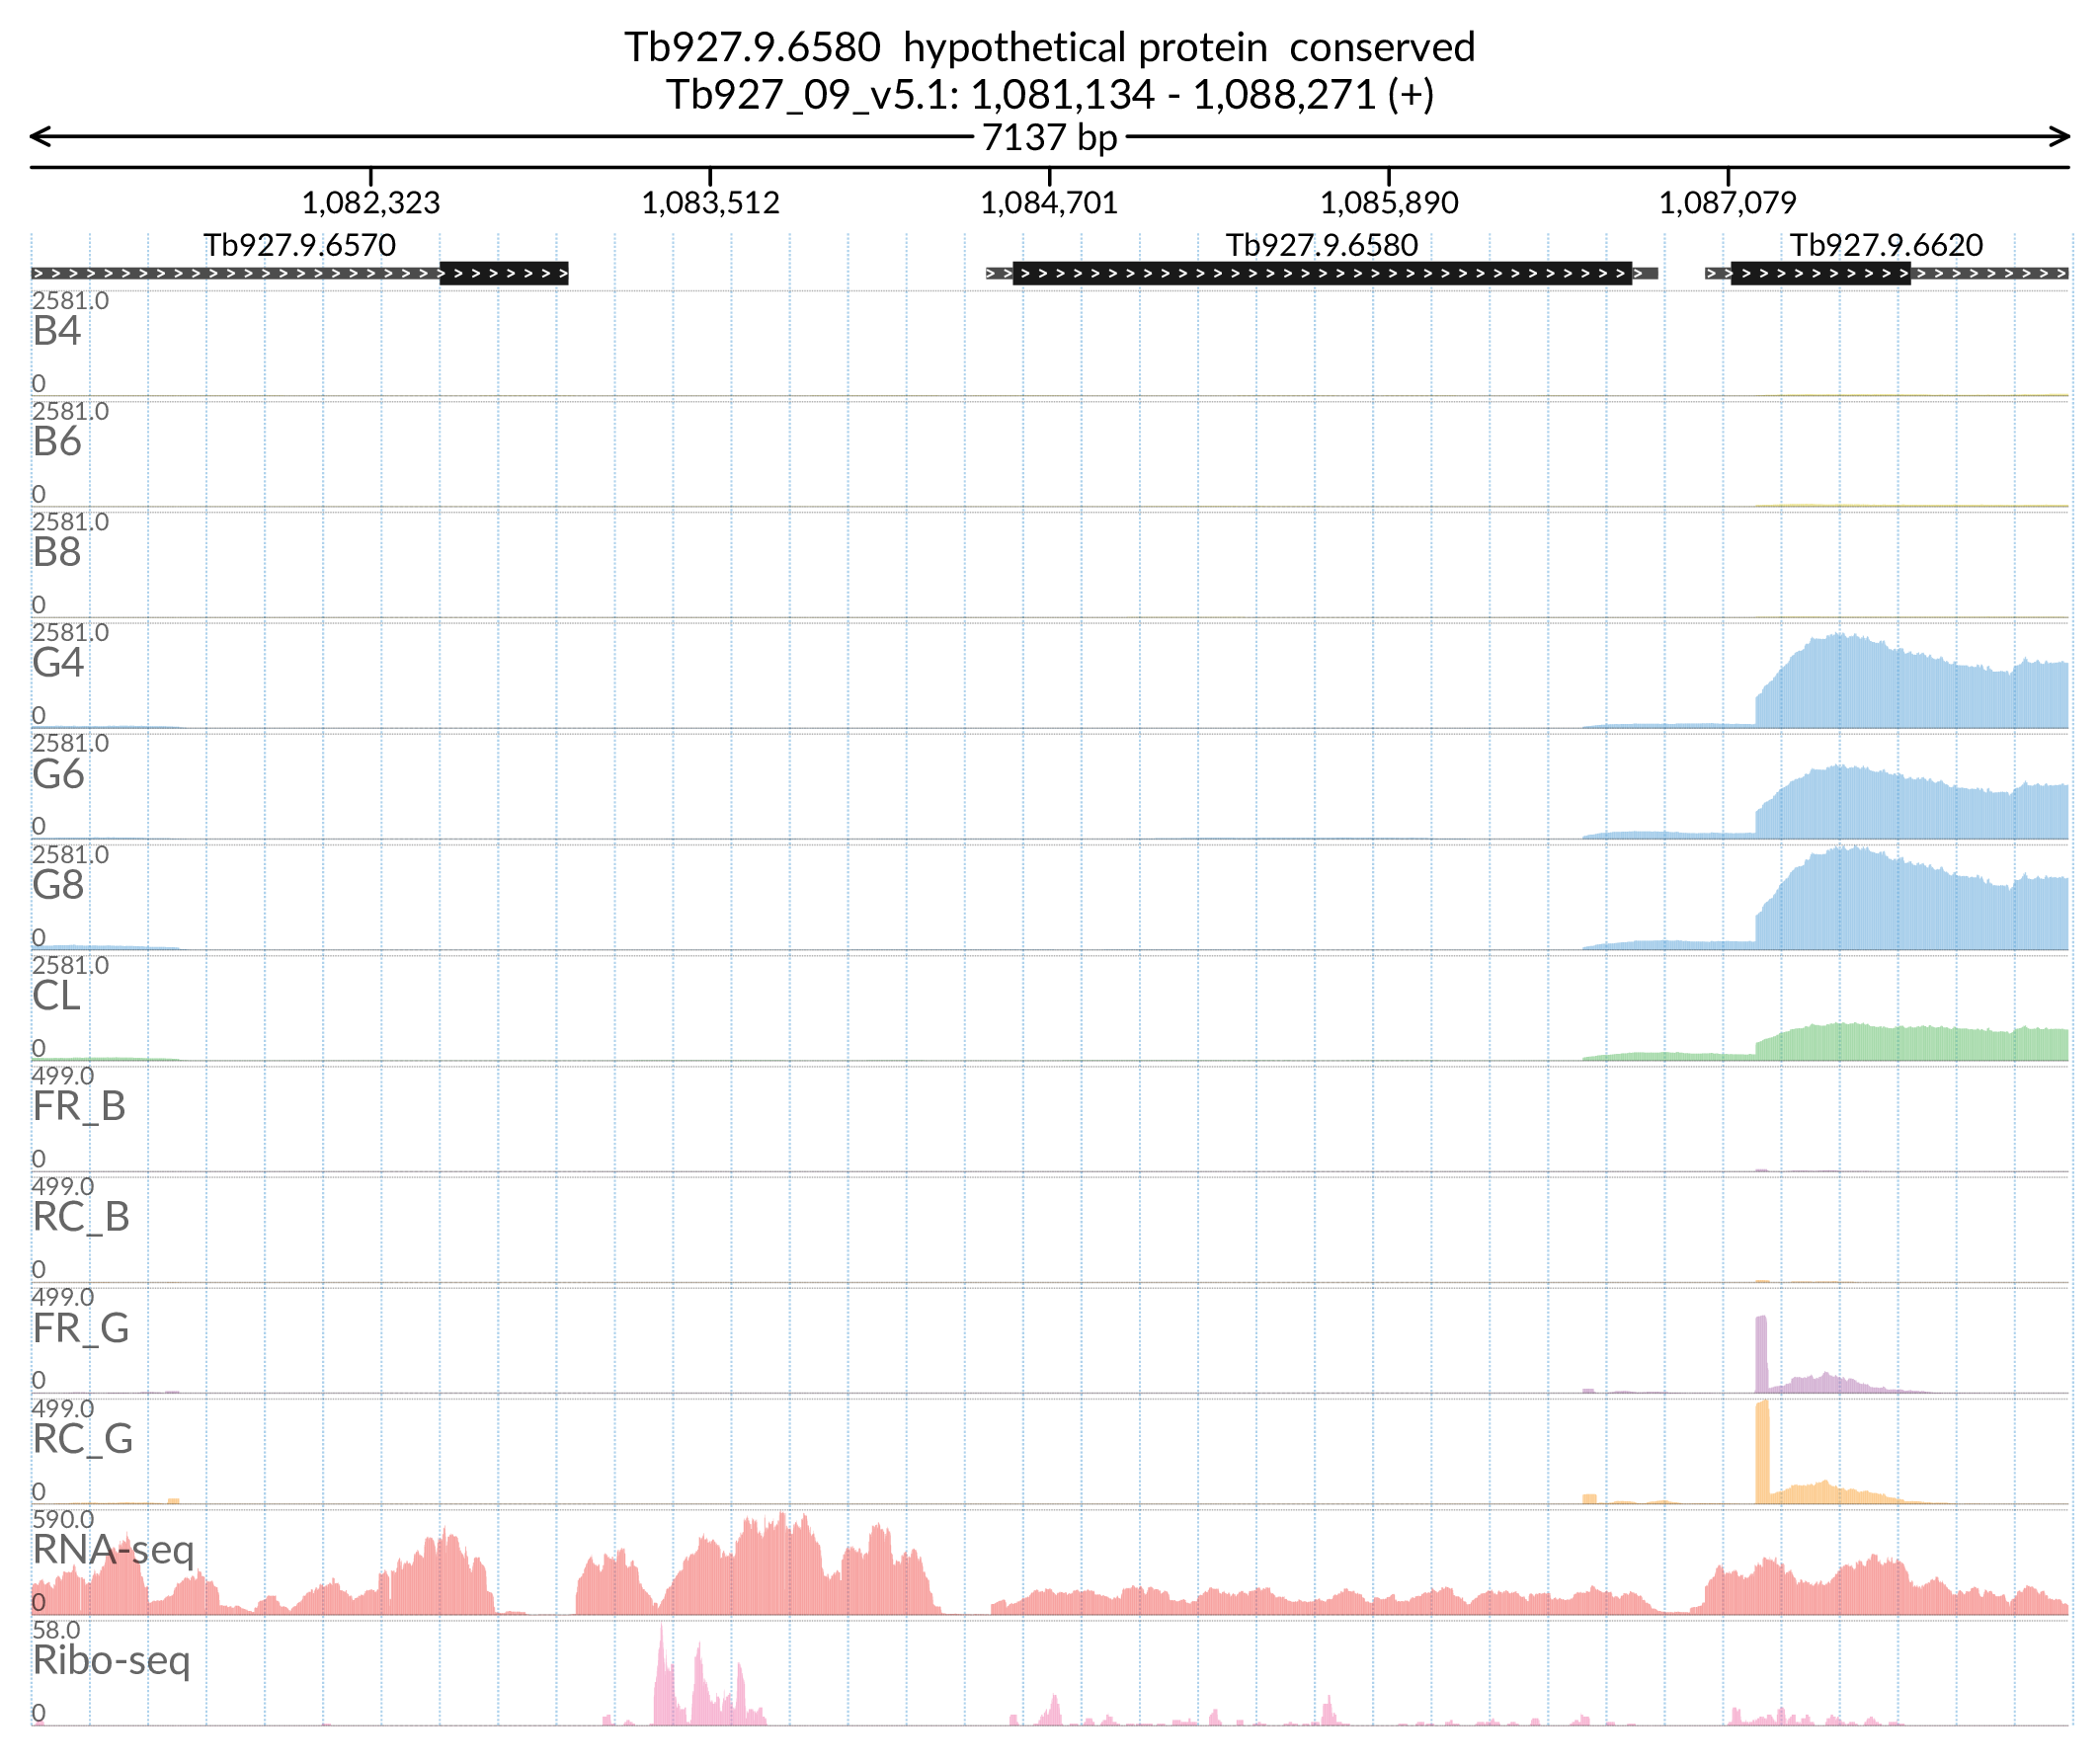 Tb927.9.6580 hypothetical protein conserved
Tb927_09_v5.1: 1,081,134 - 1,088,271 (+)
7137 bp
1,082,323 1,083,512 1,084,701 1,085,890 1,087,079
Tb927.9.6570 Tb927.9.6580 Tb927.9.6620
2581.0
B4
0
2581.0
B6
0
2581.0
B8
0
2581.0
G4
0
2581.0
G6
0
2581.0
G8
0
2581.0
CL
0
499.0
FR_B
0
499.0
RC_B
0
499.0
FR_G
0
499.0
RC_G
0
590.0
RNA-seq
0
58.0
Ribo-seq
0